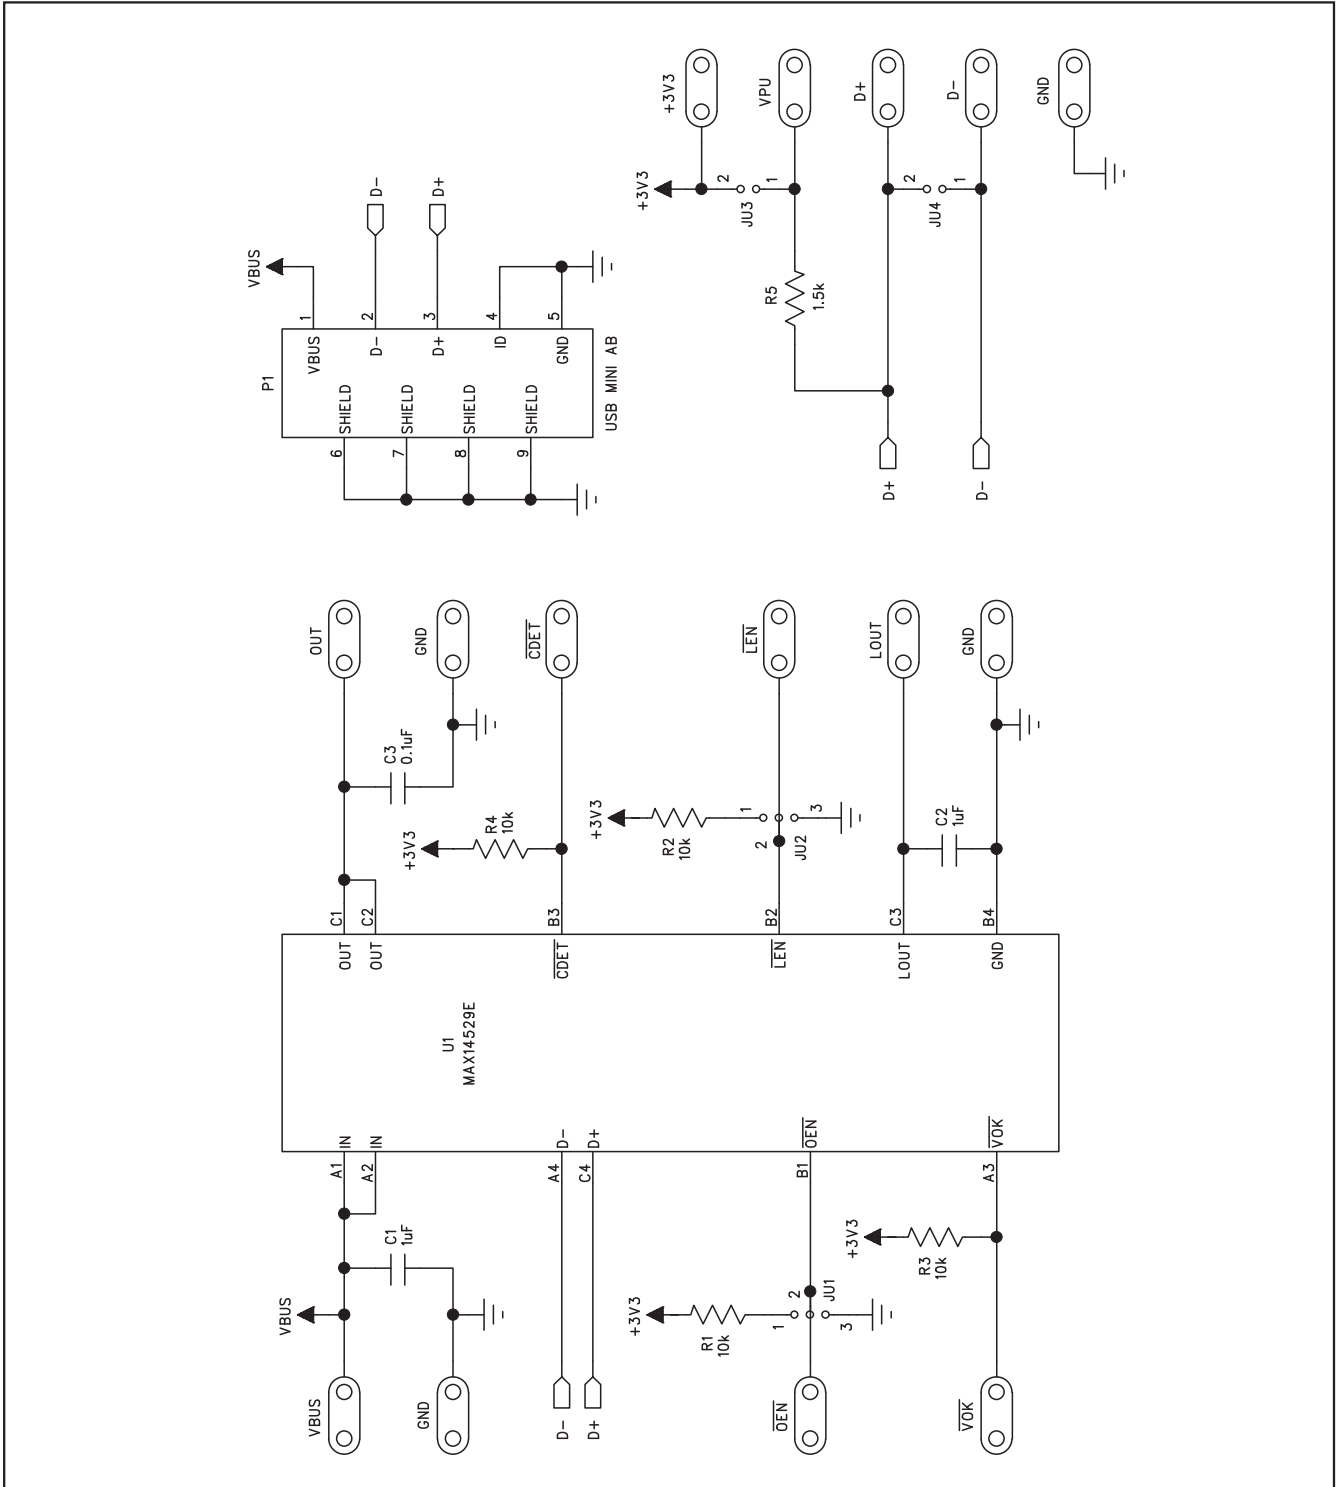 P1
VBUS
1
VBUS
D-
2
D-
D+
3
D+
ID
4
GND
5
SHIELD
6
SHIELD
7
SHIELD
8
SHIELD
9
USB MINI AB
+3V3
+3V3
2
JU3
1
VPU
R5
1.5k
D+
2
JU4
1
D-
D+
D-
GND
OUT
GND
C3
0.1uF
CDET
+3V3
R4
10k
LEN
+3V3
R2
10k
1
2
JU2
3
LOUT
GND
C2
1uF
C1
C2
B3
B2
C3
B4
OUT
OUT
CDET
LEN
LOUT
GND
U1
MAX14529E
IN
IN
D-
D+
OEN
VOK
A1
A2
A4
C4
B1
A3
C1
1uF
VBUS
VBUS
GND
D-
D+
+3V3
R1
10k
1
2
JU1
3
OEN
+3V3
R3
10k
VOK